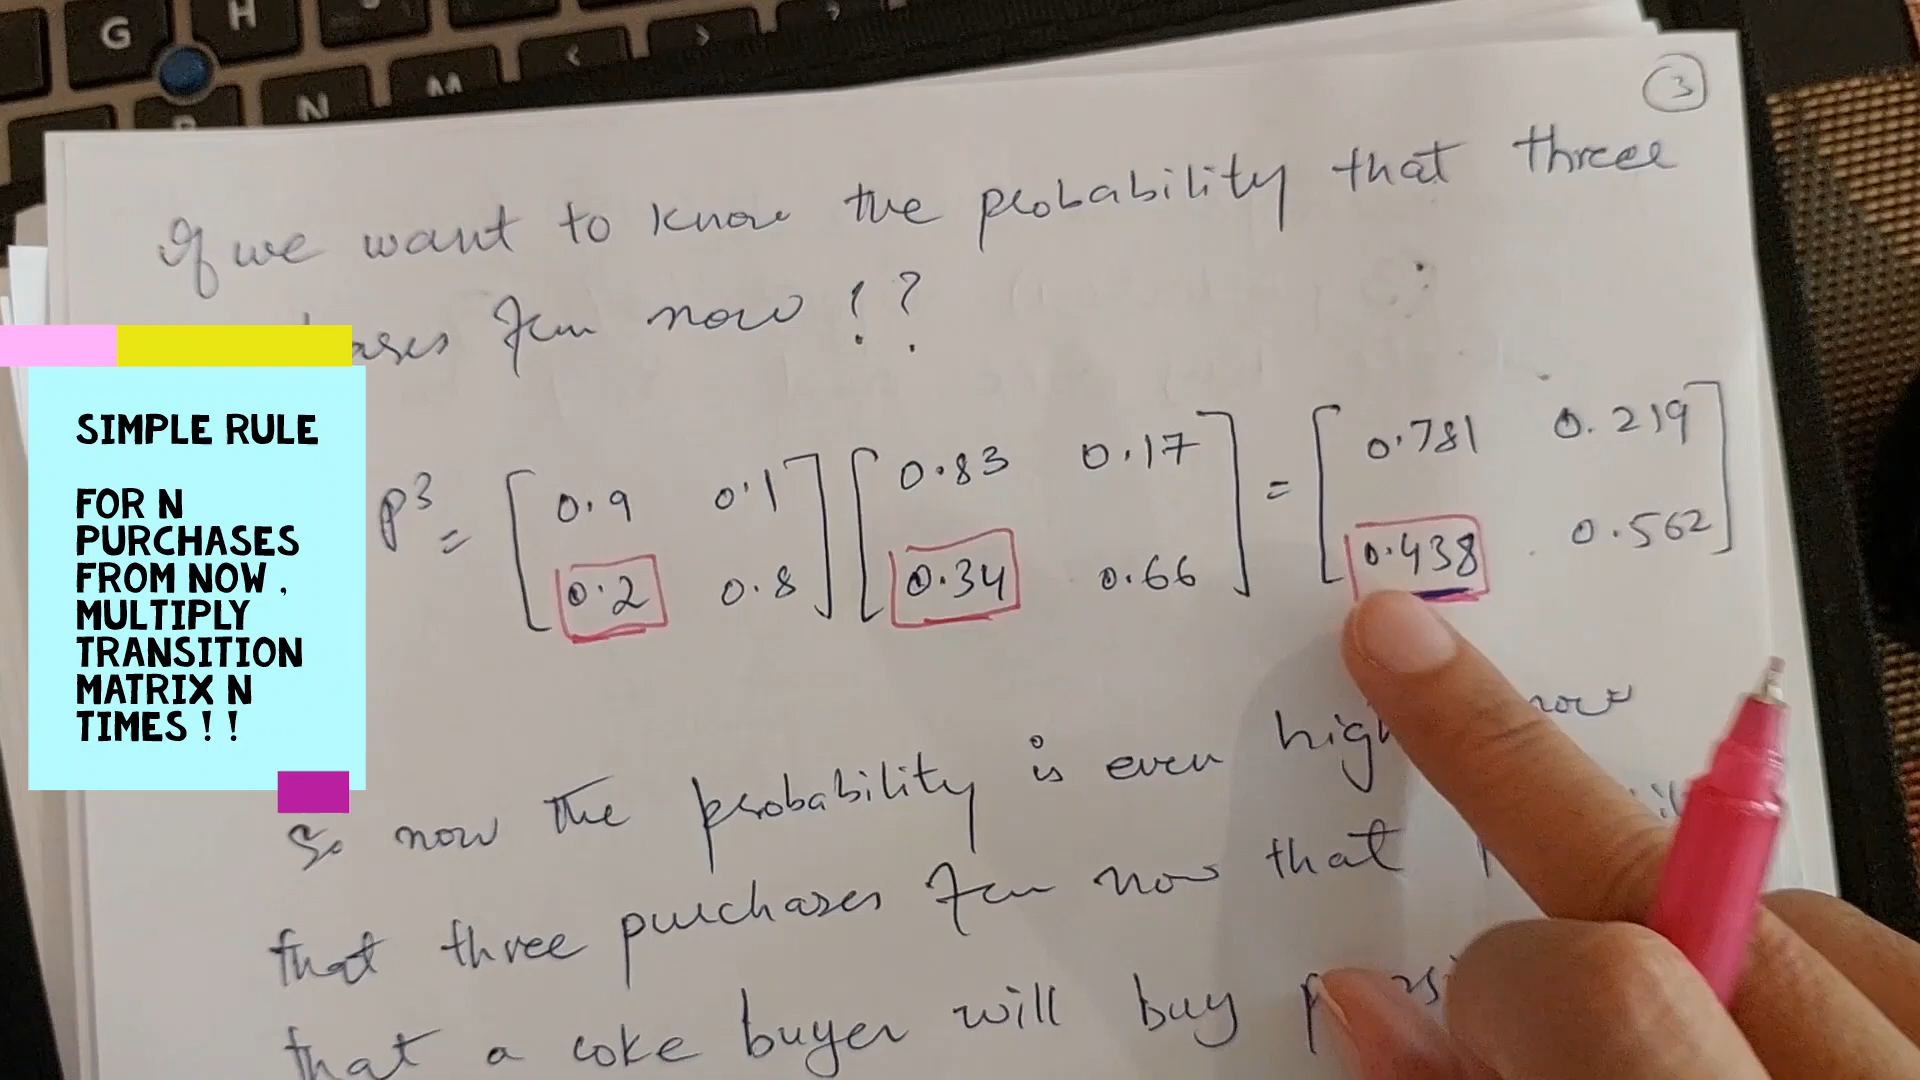 G H
N M < >
3
If we want to know the probability that three
ases from now !?
SIMPLE RULE
FOR N
PURCHASES
FROM NOW ,
MULTIPLY
TRANSITION
MATRIX N
TIMES ! !
P³ = [ 0.9 0.1 ] [ 0.83 0.17 ] = [ 0.781 0.219 ]
[ 0.2 0.8 ] [ 0.34 0.66 ] [ 0.438 0.562 ]
So now the probability is even high
that three purchases from now that
that a coke buyer will buy